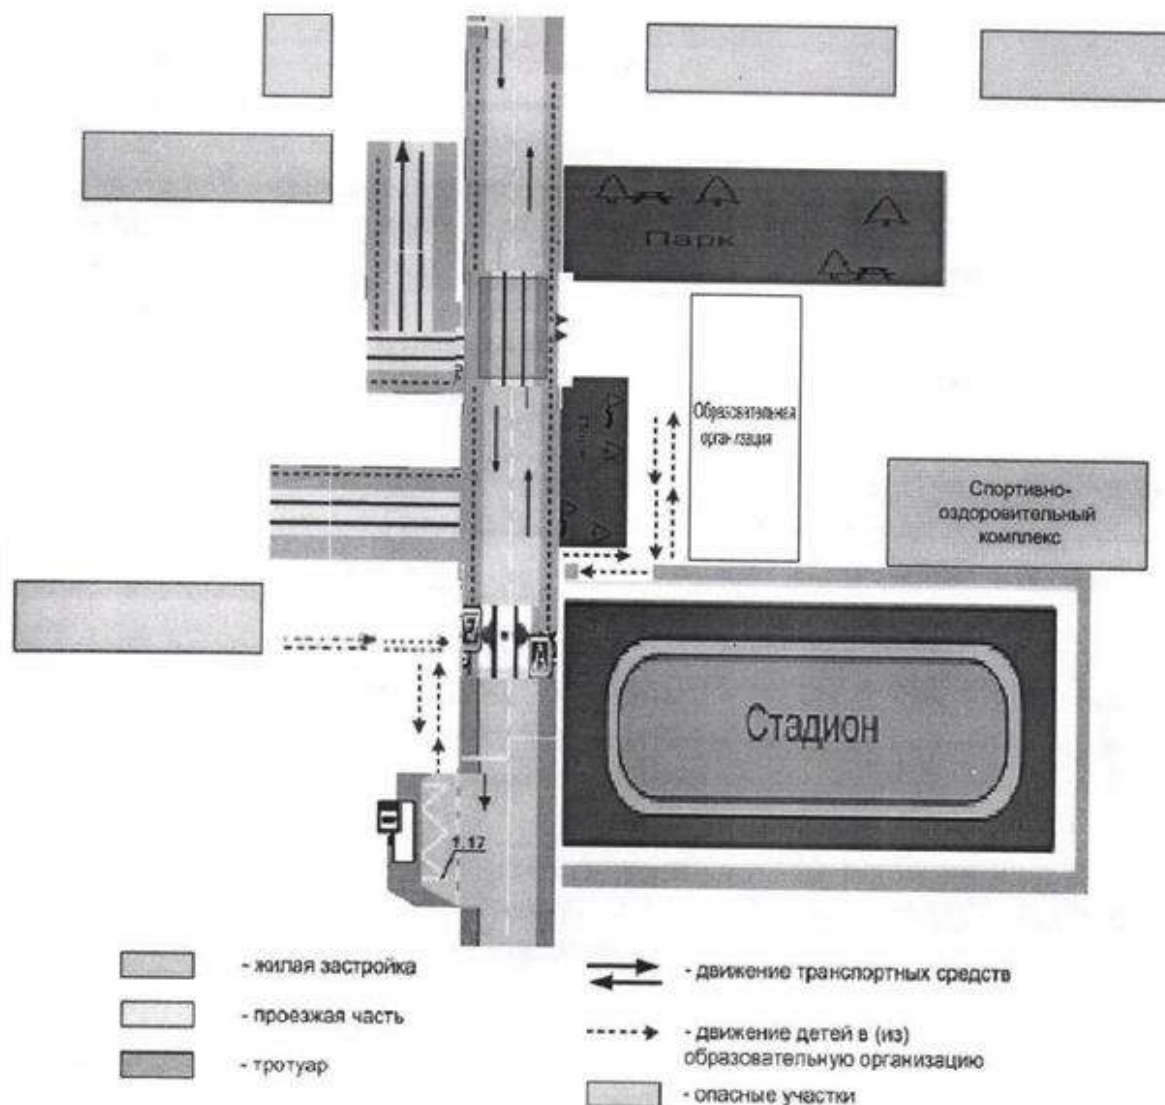 Парк
Образовательная
организация
Спортивно-
оздоровительный
комплекс
Стадион
1.17
- жилая застройка
- движение транспортных средств
- проезжая часть
- движение детей в (из)
образовательную организацию
- тротуар
- опасные участки